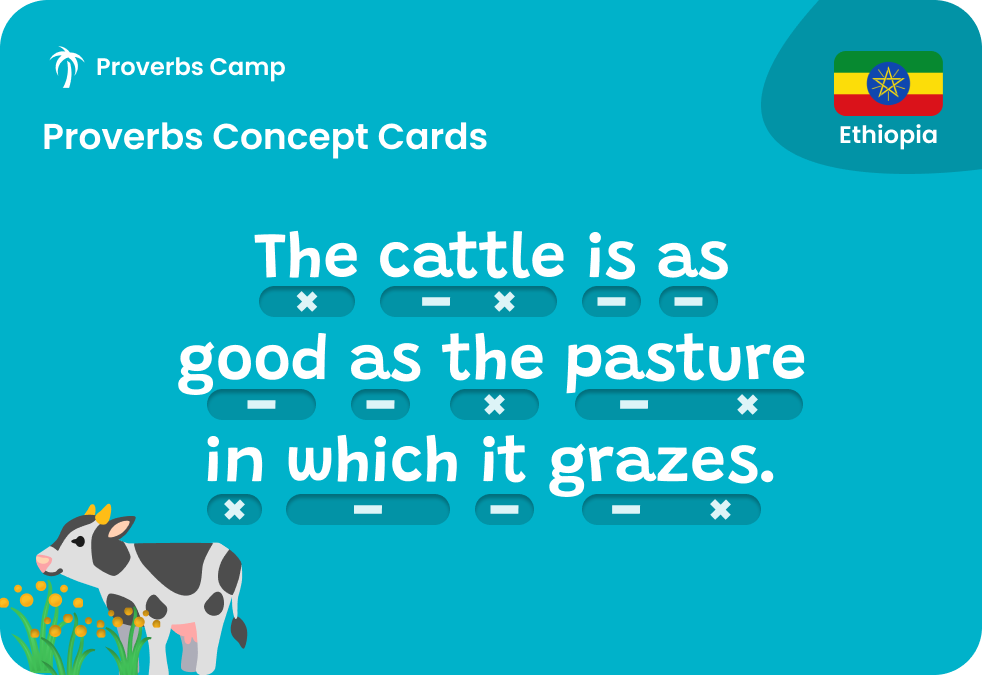 Proverbs Camp
Ethiopia
Proverbs Concept Cards
The cattle is as
good as the pasture
in which it grazes.